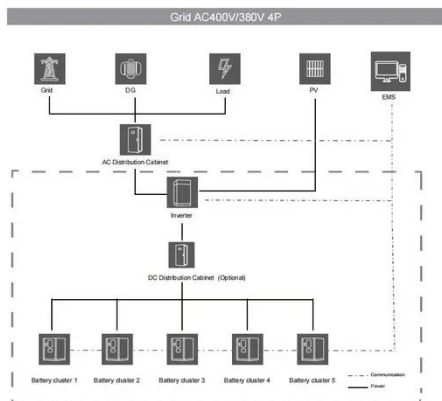 Grid AC400V/380V 4P
Grid
DG
Load
PV
EMS
AC Distribution Cabinet
Inverter
DC Distribution Cabinet (Optional)
Battery cluster 1
Battery cluster 2
Battery cluster 3
Battery cluster 4
Battery cluster 5
Communication
Power